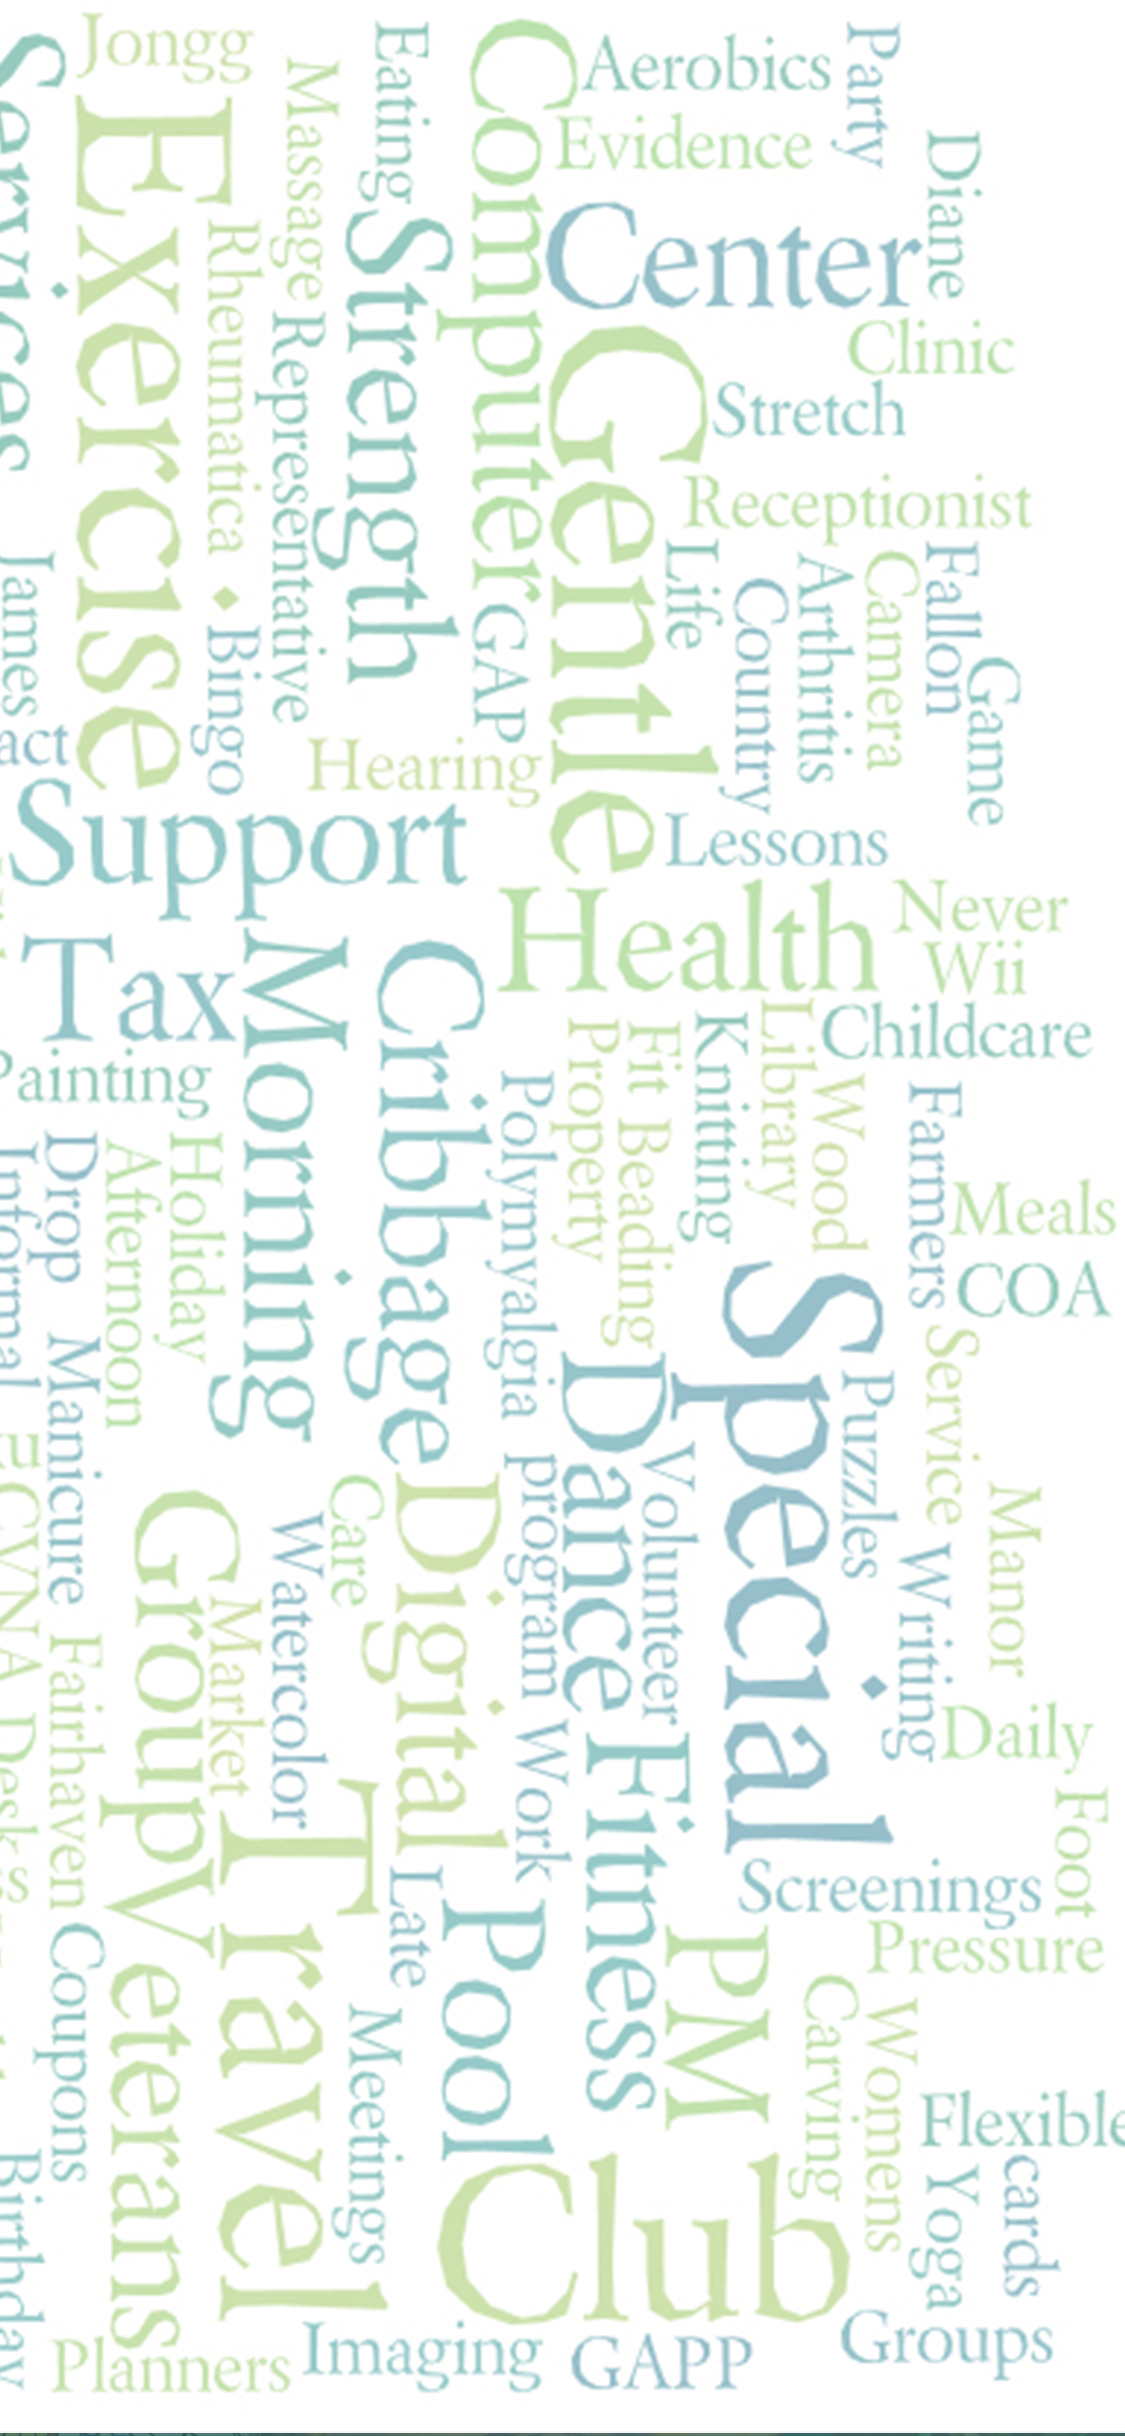 Jongg
Services
Exercise
Massage
Eating
Computer
Aerobics
Party
Evidence
Diane
Center
Rheumatica
Strength
Representative
Clinic
Gentle
Stretch
Receptionist
James
Bingo
GAP
Life
Country
Arthritis
Camera
Fallon
Game
act
Hearing
Support
Lessons
Health
Never
Wii
Tax
Morning
Cribbage
Childcare
Painting
Polymyalgia
Property
Fit
Beading
Knitting
Library
Wood
Farmers
Meals
COA
Informal
Drop
Afternoon
Holiday
Special
Service
Manicure
Dance
Puzzles
Volunteer
program
Writing
Manor
CVNA
Group
Care
Watercolor
Market
Digital
Daily
Desk
Fairhaven
Work
Fitness
Foot
Screenings
Pressure
Travel
Late
Pool
PM
Veterans
Coupons
Meetings
Carving
Womens
Flexible
Yoga
cards
Club
Birthday
Groups
Planners
Imaging
GAPP